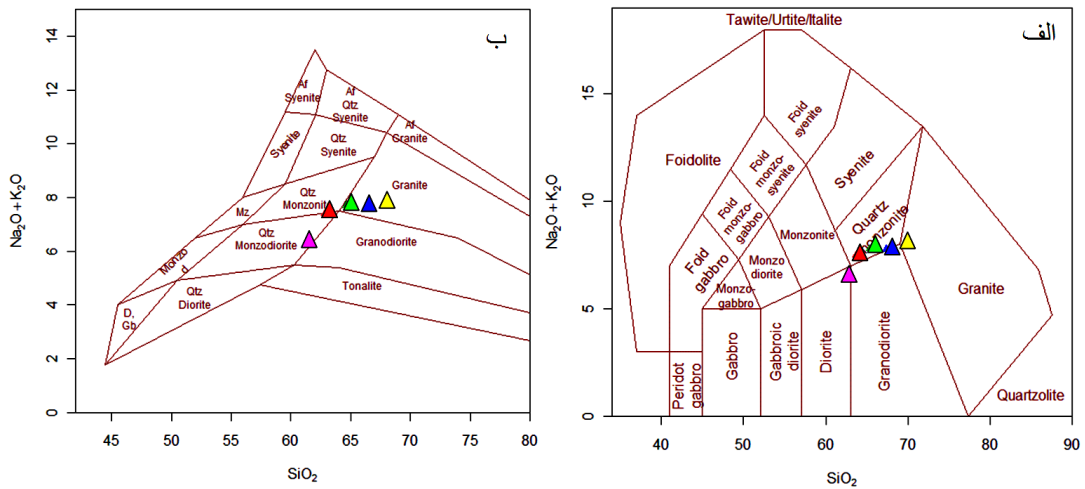 ب
14
12
10
8
6
4
2
0
Na₂O + K₂O
Af
Syenite
Af
Qtz
Syenite
Af
Granite
Syenite
Qtz
Syenite
Granite
Qtz
Monzonite
Mz
Qtz
Monzodiorite
Granodiorite
Monzo
d
Qtz
Diorite
Tonalite
D,
Gb
45 50 55 60 65 70 75 80
SiO₂
الف
15
10
5
0
Na₂O + K₂O
Tawite/Urtite/Italite
Foidolite
Foid
syenite
Foid
monzo-
syenite
Syenite
Foid
monzo-
gabbro
Quartz
monzonite
Monzonite
Foid
gabbro
Monzo
diorite
Monzo-
gabbro
Granite
Peridot
gabbro
Gabbro
Gabbroic
diorite
Diorite
Granodiorite
Quartzolite
40 50 60 70 80 90
SiO₂